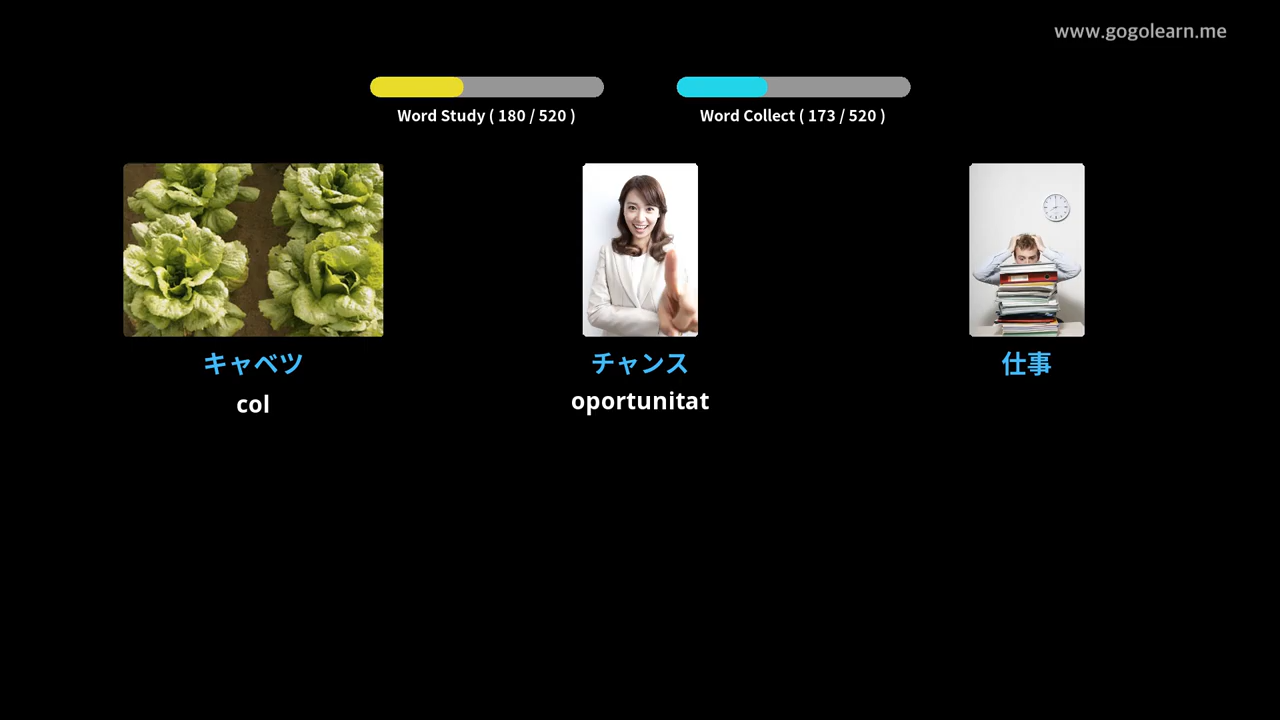 www.gogolearn.me
Word Study ( 180 / 520 )
Word Collect ( 173 / 520 )
キャベツ
col
チャンス
oportunitat
仕事